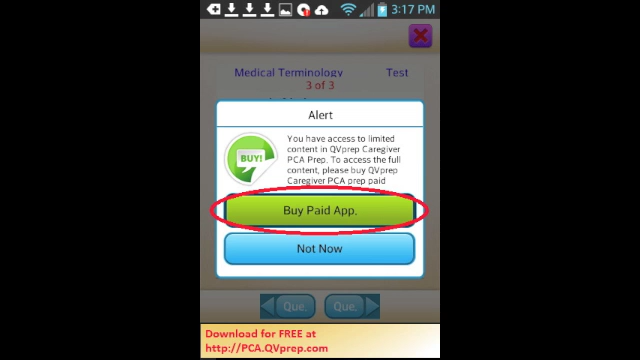 3:17 PM
Medical Terminology Test
3 of 3
Alert
You have access to limited
content in QVprep Caregiver
PCA Prep. To access the full
content, please buy QVprep
Caregiver PCA prep paid
BUY!
Buy Paid App.
Not Now
Que. Que.
Download for FREE at
http://PCA.QVprep.com